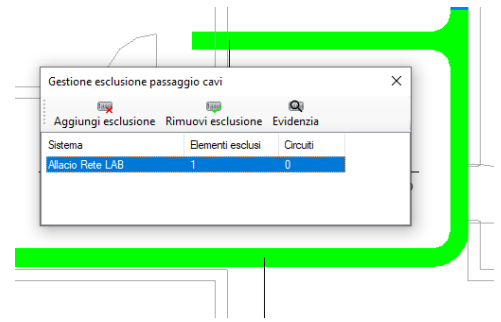 Gestione esclusione passaggio cavi
Aggiungi esclusione Rimuovi esclusione Evidenzia
Sistema Elementi esclusi Circuiti
Allacio Rete LAB 1 0